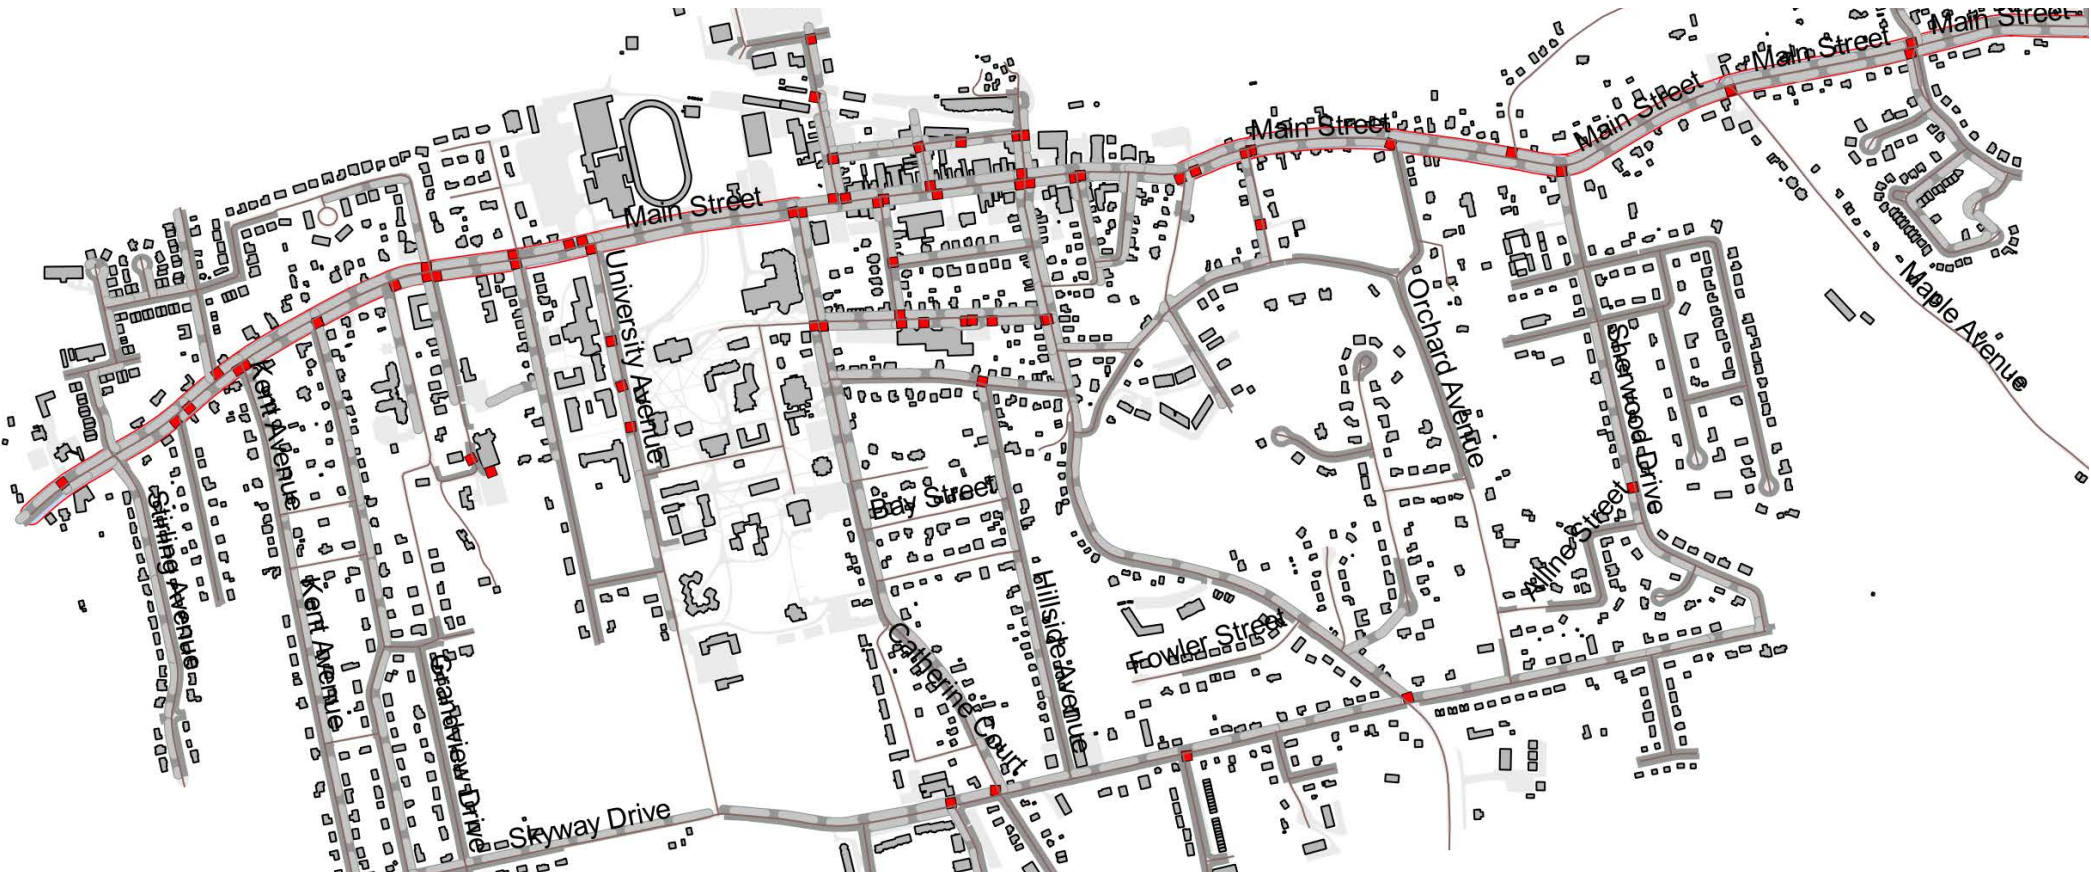 Main Street
Main Street
Main Street
Main Street
Main Street
University Avenue
Maple Avenue
Orchard Avenue
Sherwood Drive
Kent Avenue
Stirling Avenue
Bay Street
Alline Street
Kent Avenue
Hillside Avenue
Fowler Street
Catherine Court
Grandview Drive
Skyway Drive